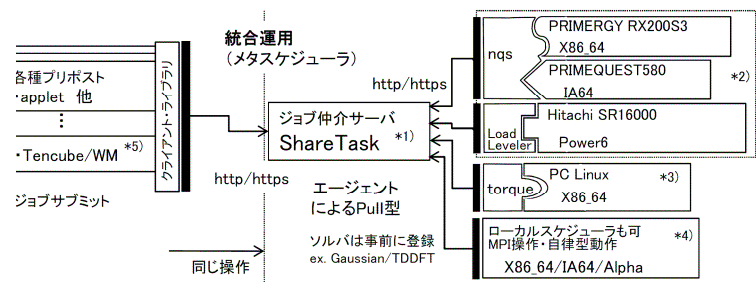 各種プリポスト
・applet 他
⋮
・Tencube/WM *5)
ジョブサブミット
クライアント・ライブラリ
http/https
同じ操作
統合運用
（メタスケジューラ）
http/https
ジョブ仲介サーバ
ShareTask *1)
エージェント
によるPull型
ソルバは事前に登録
ex. Gaussian/TDDFT
nqs
PRIMERGY RX200S3
X86_64
PRIMEQUEST580
IA64
*2)
Load
Leveler
Hitachi SR16000
Power6
torque
PC Linux *3)
X86_64
ローカルスケジューラも可
MPI操作・自律型動作 *4)
X86_64/IA64/Alpha